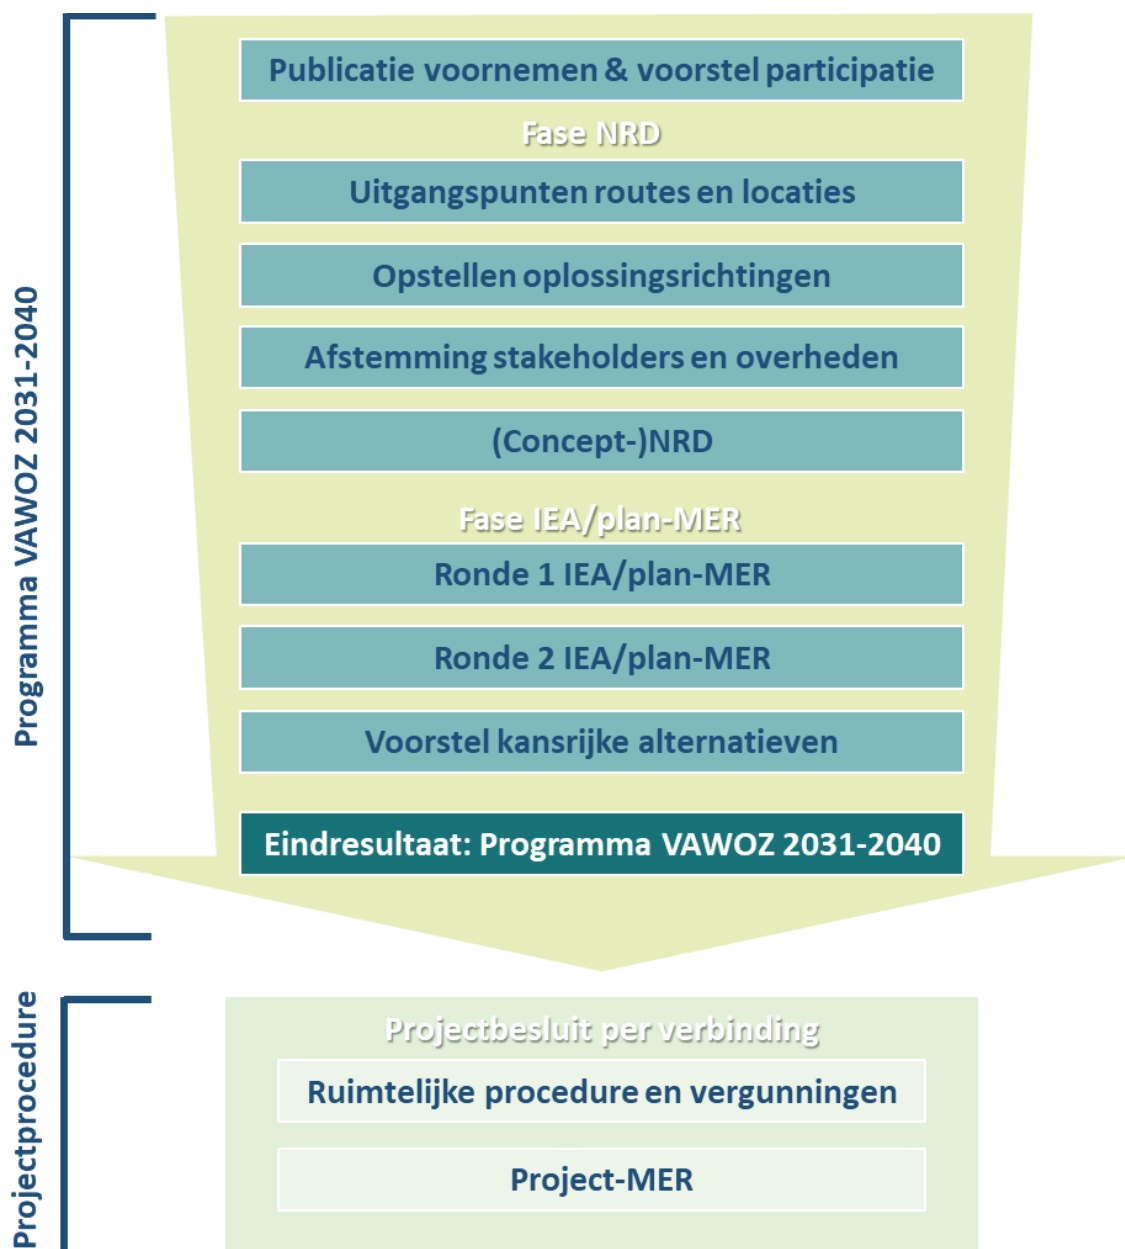 Programma VAWOZ 2031-2040
Publicatie voornemen & voorstel participatie
Fase NRD
Uitgangspunten routes en locaties
Opstellen oplossingsrichtingen
Afstemming stakeholders en overheden
(Concept-)NRD
Fase IEA/plan-MER
Ronde 1 IEA/plan-MER
Ronde 2 IEA/plan-MER
Voorstel kansrijke alternatieven
Eindresultaat: Programma VAWOZ 2031-2040
Projectprocedure
Projectbesluit per verbinding
Ruimtelijke procedure en vergunningen
Project-MER